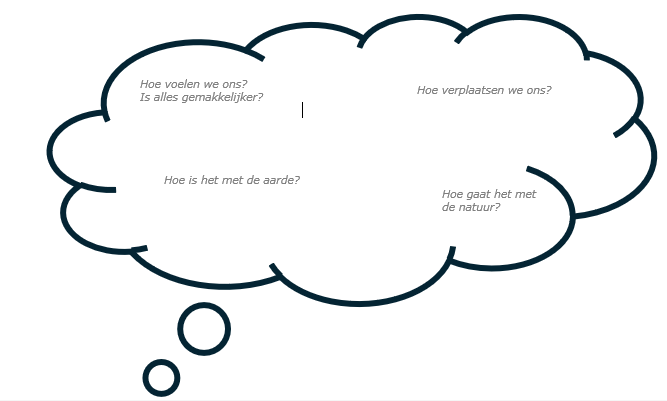 Hoe voelen we ons?
Is alles gemakkelijker?
Hoe verplaatsen we ons?
Hoe is het met de aarde?
Hoe gaat het met
de natuur?